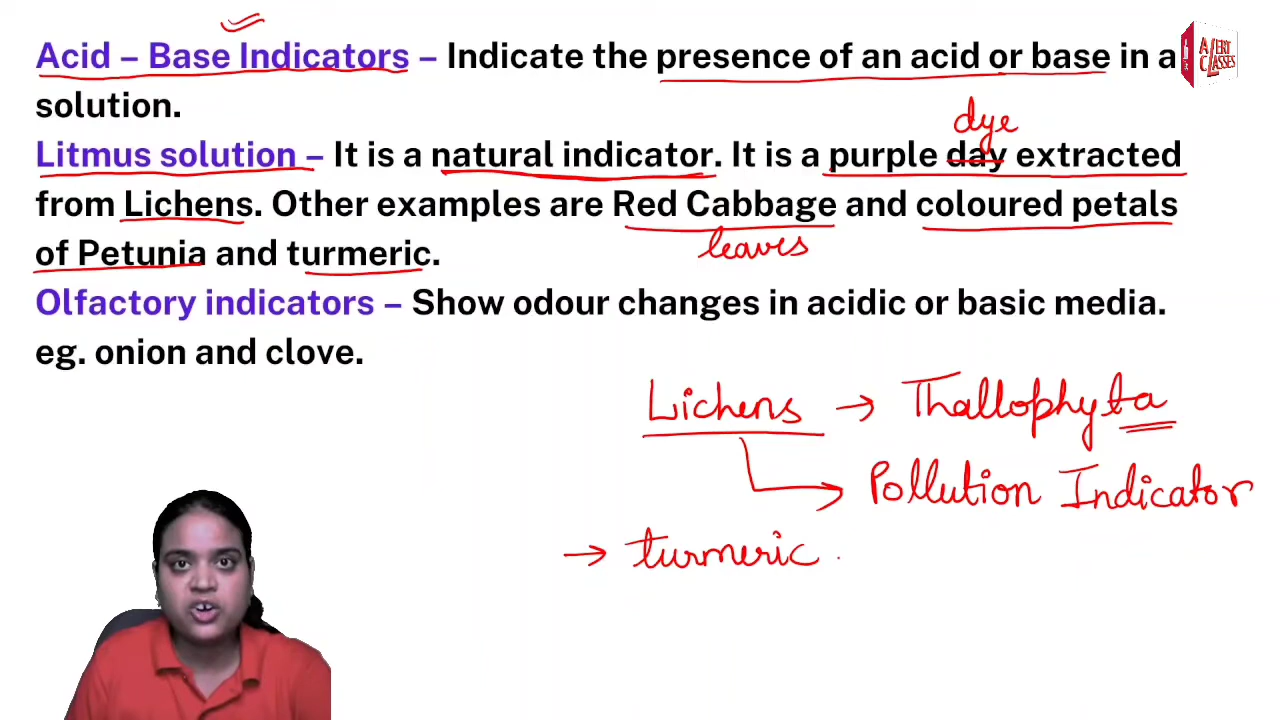 Acid – Base Indicators – Indicate the presence of an acid or base in a
solution.
dye
Litmus solution – It is a natural indicator. It is a purple day extracted
from Lichens. Other examples are Red Cabbage and coloured petals
leaves
of Petunia and turmeric.
Olfactory indicators – Show odour changes in acidic or basic media.
eg. onion and clove.
Lichens → Thallophyta
→ Pollution Indicator
→ turmeric
ALERT
CLASSES